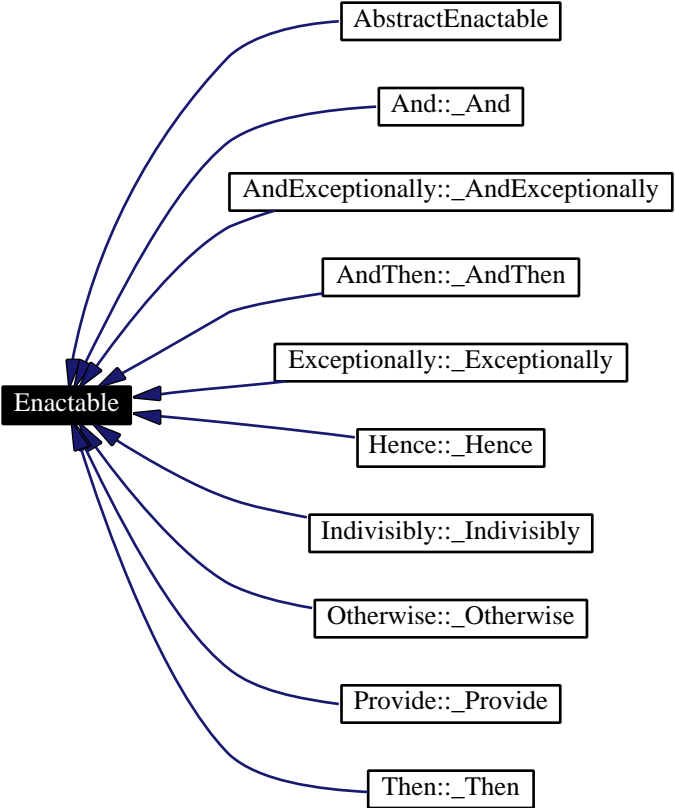 AbstractEnactable
And::_And
AndExceptionally::_AndExceptionally
AndThen::_AndThen
Exceptionally::_Exceptionally
Enactable
Hence::_Hence
Indivisibly::_Indivisibly
Otherwise::_Otherwise
Provide::_Provide
Then::_Then